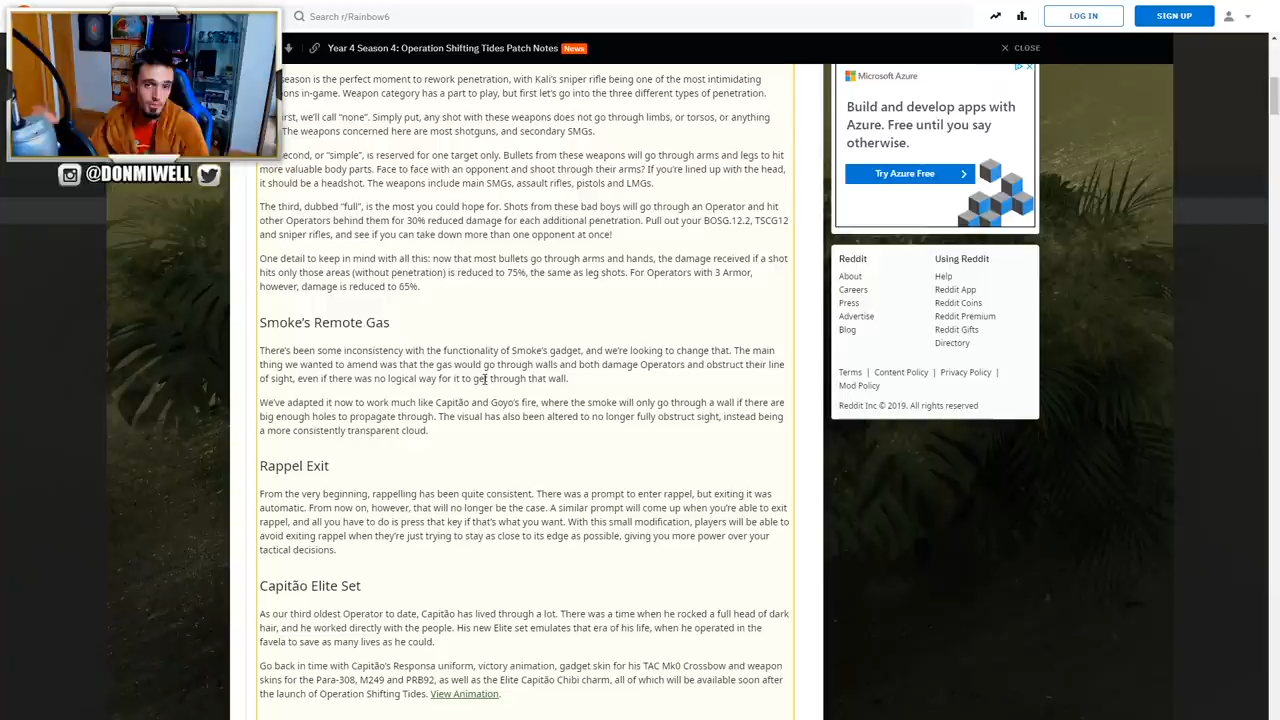 Search r/Rainbow6
LOG IN
SIGN UP
Year 4 Season 4: Operation Shifting Tides Patch Notes News
CLOSE
season is the perfect moment to rework penetration, with Kali's sniper rifle being one of the most intimidating
in-game. Weapon category has a part to play, but first let's go into the three different types of penetration.
we'll call "none". Simply put, any shot with these weapons does not go through limbs, or torsos, or anything
The weapons concerned here are most shotguns, and secondary SMGs.
or "simple", is reserved for one target only. Bullets from these weapons will go through arms and legs to hit
more valuable body parts. Face to face with an opponent and shoot through their arms? If you're lined up with the head,
it should be a headshot. The weapons include main SMGs, assault rifles, pistols and LMGs.
The third, dubbed "full", is the most you could hope for. Shots from these bad boys will go through an Operator and hit
other Operators behind them for 30% reduced damage for each additional penetration. Pull out your BOSG.12.2, TSCG12
and sniper rifles, and see if you can take down more than one opponent at once!
One detail to keep in mind with all this: now that most bullets go through arms and hands, the damage received if a shot
hits only those areas (without penetration) is reduced to 75%, the same as leg shots. For Operators with 3 Armor,
however, damage is reduced to 65%.
Smoke's Remote Gas
There's been some inconsistency with the functionality of Smoke's gadget, and we're looking to change that. The main
thing we wanted to amend was that the gas would go through walls and both damage Operators and obstruct their line
of sight, even if there was no logical way for it to get through that wall.
We've adapted it now to work much like Capitão and Goyo's fire, where the smoke will only go through a wall if there are
big enough holes to propagate through. The visual has also been altered to no longer fully obstruct sight, instead being
a more consistently transparent cloud.
Rappel Exit
From the very beginning, rappelling has been quite consistent. There was a prompt to enter rappel, but exiting it was
automatic. From now on, however, that will no longer be the case. A similar prompt will come up when you're able to exit
rappel, and all you have to do is press that key if that's what you want. With this small modification, players will be able to
avoid exiting rappel when they're just trying to stay as close to its edge as possible, giving you more power over your
tactical decisions.
Capitão Elite Set
As our third oldest Operator to date, Capitão has lived through a lot. There was a time when he rocked a full head of dark
hair, and he worked directly with the people. His new Elite set emulates that era of his life, when he operated in the
favela to save as many lives as he could.
Go back in time with Capitão's Responsa uniform, victory animation, gadget skin for his TAC Mk0 Crossbow and weapon
skins for the Para-308, M249 and PRB92, as well as the Elite Capitão Chibi charm, all of which will be available soon after
the launch of Operation Shifting Tides. View Animation.
@DONMIWELL
Microsoft Azure
Build and develop apps with
Azure. Free until you say
otherwise.
Try Azure Free
Reddit Using Reddit
About Help
Careers Reddit App
Press Reddit Coins
Advertise Reddit Premium
Blog Reddit Gifts
Directory
Terms | Content Policy | Privacy Policy |
Mod Policy
Reddit Inc © 2019. All rights reserved